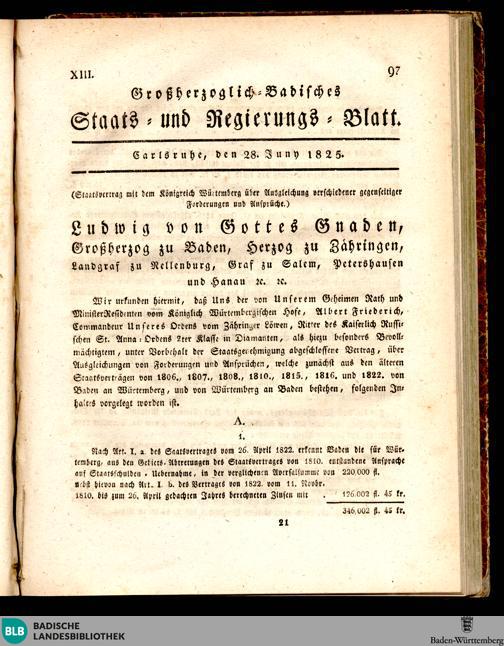 XIII.
97
Großherzoglich-Badisches
Staats- und Regierungs-Blatt.
Carlsruhe, den 28. Juny 1825.
(Staatsvertrag mit dem Königreich Würtemberg über Ausgleichung verschiedener gegenseitiger
Forderungen und Ansprüche.)
Ludwig von Gottes Gnaden,
Großherzog zu Baden, Herzog zu Zähringen,
Landgraf zu Nellenburg, Graf zu Salem, Petershausen
und Hanau ꝛc. ꝛc.
Wir urkunden hiermit, daß Uns der von Unserem Geheimen Rath und
MinisterResidenten vom Königlich Würtembergischen Hofe, Albert Friederich,
Commandeur Unseres Ordens vom Zähringer Löwen, Ritter des Kaiserlich Russi-
schen St. Anna-Ordens 2ter Klasse in Diamanten, als hiezu besonders Bevoll-
mächtigtem, unter Vorbehalt der Staatsgenehmigung abgeschlossene Vertrag, über
Ausgleichungen von Forderungen und Ansprüchen, welche zunächst aus den älteren
Staatsverträgen von 1806., 1807., 1808., 1810., 1815., 1816. und 1822. von
Baden an Würtemberg, und von Würtemberg an Baden bestehen, folgenden In-
haltes vorgelegt worden ist.
A.
1.
Nach Art. I. a. des Saatsvertrages vom 26. April 1822. erkennt Baden die für Wür-
temberg, aus den Gebiets-Abtretungen des Staatsvertrages von 1810. entstandene Ansprache
auf Staatsschulden-Uebernahme, in der verglichenen Aversalsumme von 220,000 fl.
nebst hievon nach Art. I. b. des Vertrages von 1822. vom 11. Novbr.
1810. bis zum 26. April gedachten Jahres berechneten Zinsen mit . 126,002 fl. 45 kr.
346,002 fl. 45 kr.
21
BLB BADISCHE
LANDESBIBLIOTHEK
Baden-Württemberg